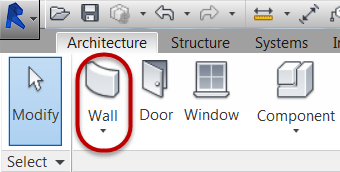 Architecture Structure Systems
Modify Wall Door Window Component
Select